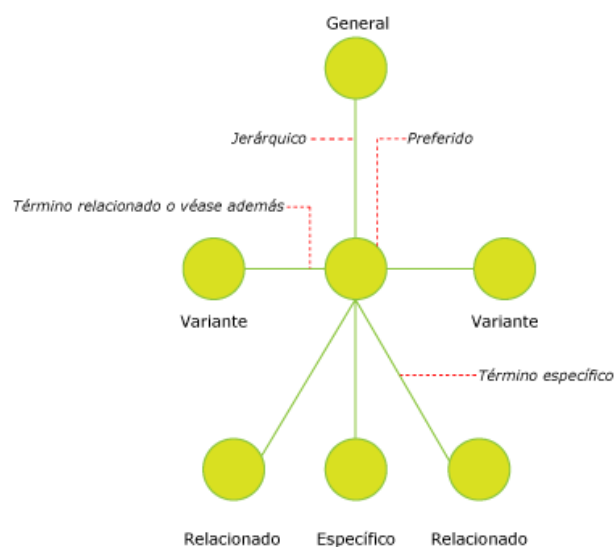 General
Jerárquico
Preferido
Término relacionado o véase además
Variante
Variante
Término específico
Relacionado
Específico
Relacionado